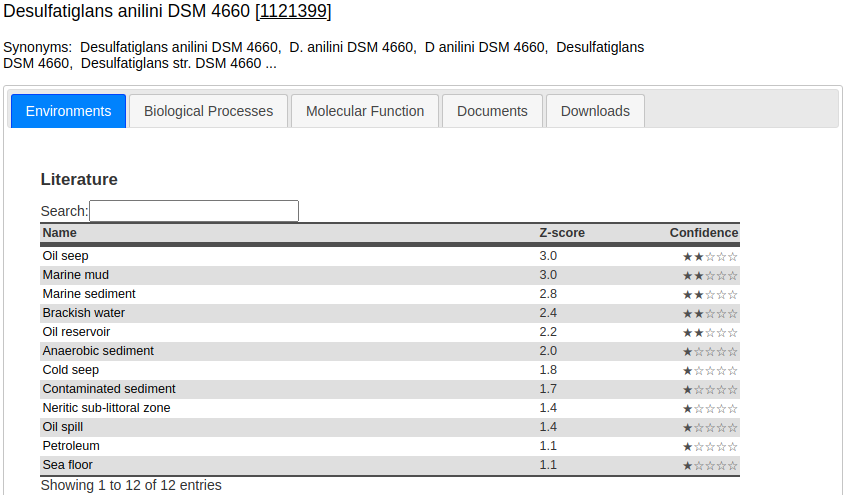 Desulfatiglans anilini DSM 4660 [1121399]
Synonyms: Desulfatiglans anilini DSM 4660, D. anilini DSM 4660, D anilini DSM 4660, Desulfatiglans
DSM 4660, Desulfatiglans str. DSM 4660 ...
Environments Biological Processes Molecular Function Documents Downloads
Literature
Search:
Name Z-score Confidence
Oil seep 3.0 ★★☆☆☆
Marine mud 3.0 ★★☆☆☆
Marine sediment 2.8 ★★☆☆☆
Brackish water 2.4 ★★☆☆☆
Oil reservoir 2.2 ★★☆☆☆
Anaerobic sediment 2.0 ★☆☆☆☆
Cold seep 1.8 ★☆☆☆☆
Contaminated sediment 1.7 ★☆☆☆☆
Neritic sub-littoral zone 1.4 ★☆☆☆☆
Oil spill 1.4 ★☆☆☆☆
Petroleum 1.1 ★☆☆☆☆
Sea floor 1.1 ★☆☆☆☆
Showing 1 to 12 of 12 entries